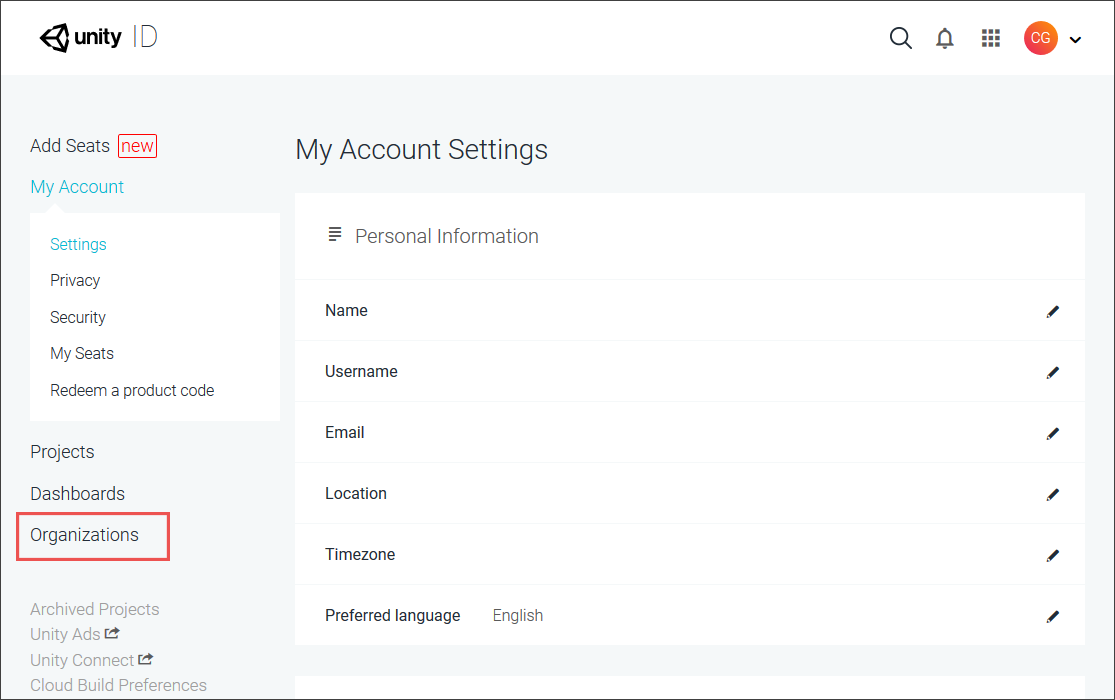 unity ID
CG
Add Seats new
My Account
Settings
Privacy
Security
My Seats
Redeem a product code
Projects
Dashboards
Organizations
Archived Projects
Unity Ads
Unity Connect
Cloud Build Preferences
My Account Settings
Personal Information
Name
Username
Email
Location
Timezone
Preferred language English